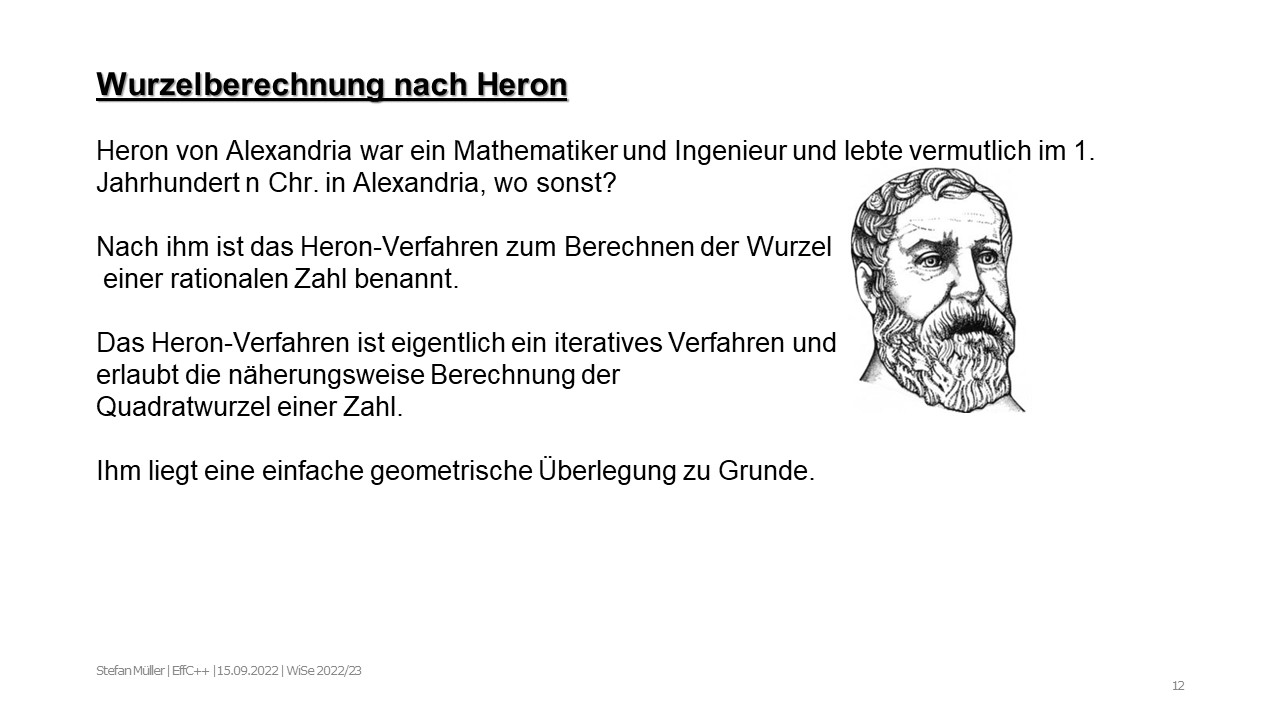 Wurzelberechnung nach Heron
Heron von Alexandria war ein Mathematiker und Ingenieur und lebte vermutlich im 1.
Jahrhundert n Chr. in Alexandria, wo sonst?
Nach ihm ist das Heron-Verfahren zum Berechnen der Wurzel
einer rationalen Zahl benannt.
Das Heron-Verfahren ist eigentlich ein iteratives Verfahren und
erlaubt die näherungsweise Berechnung der
Quadratwurzel einer Zahl.
Ihm liegt eine einfache geometrische Überlegung zu Grunde.
Stefan Müller | EffC++ | 15.09.2022 | WiSe 2022/23
12